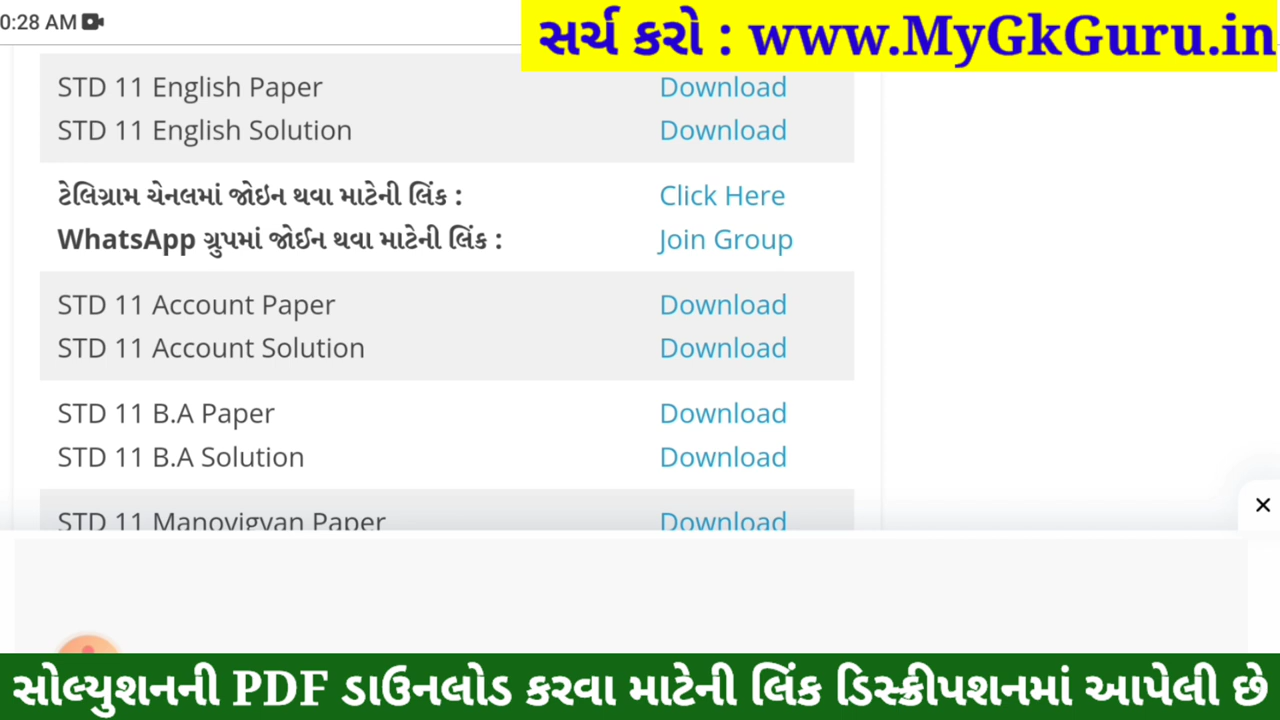 0:28 AM
સર્ચ કરો : www.MyGkGuru.in
STD 11 English Paper Download
STD 11 English Solution Download
ટેલિગ્રામ ચેનલમાં જોઇન થવા માટેની લિંક : Click Here
WhatsApp ગ્રુપમાં જોઈન થવા માટેની લિંક : Join Group
STD 11 Account Paper Download
STD 11 Account Solution Download
STD 11 B.A Paper Download
STD 11 B.A Solution Download
STD 11 Manovigyan Paper Download
સોલ્યુશનની PDF ડાઉનલોડ કરવા માટેની લિંક ડિસ્ક્રીપશનમાં આપેલી છે